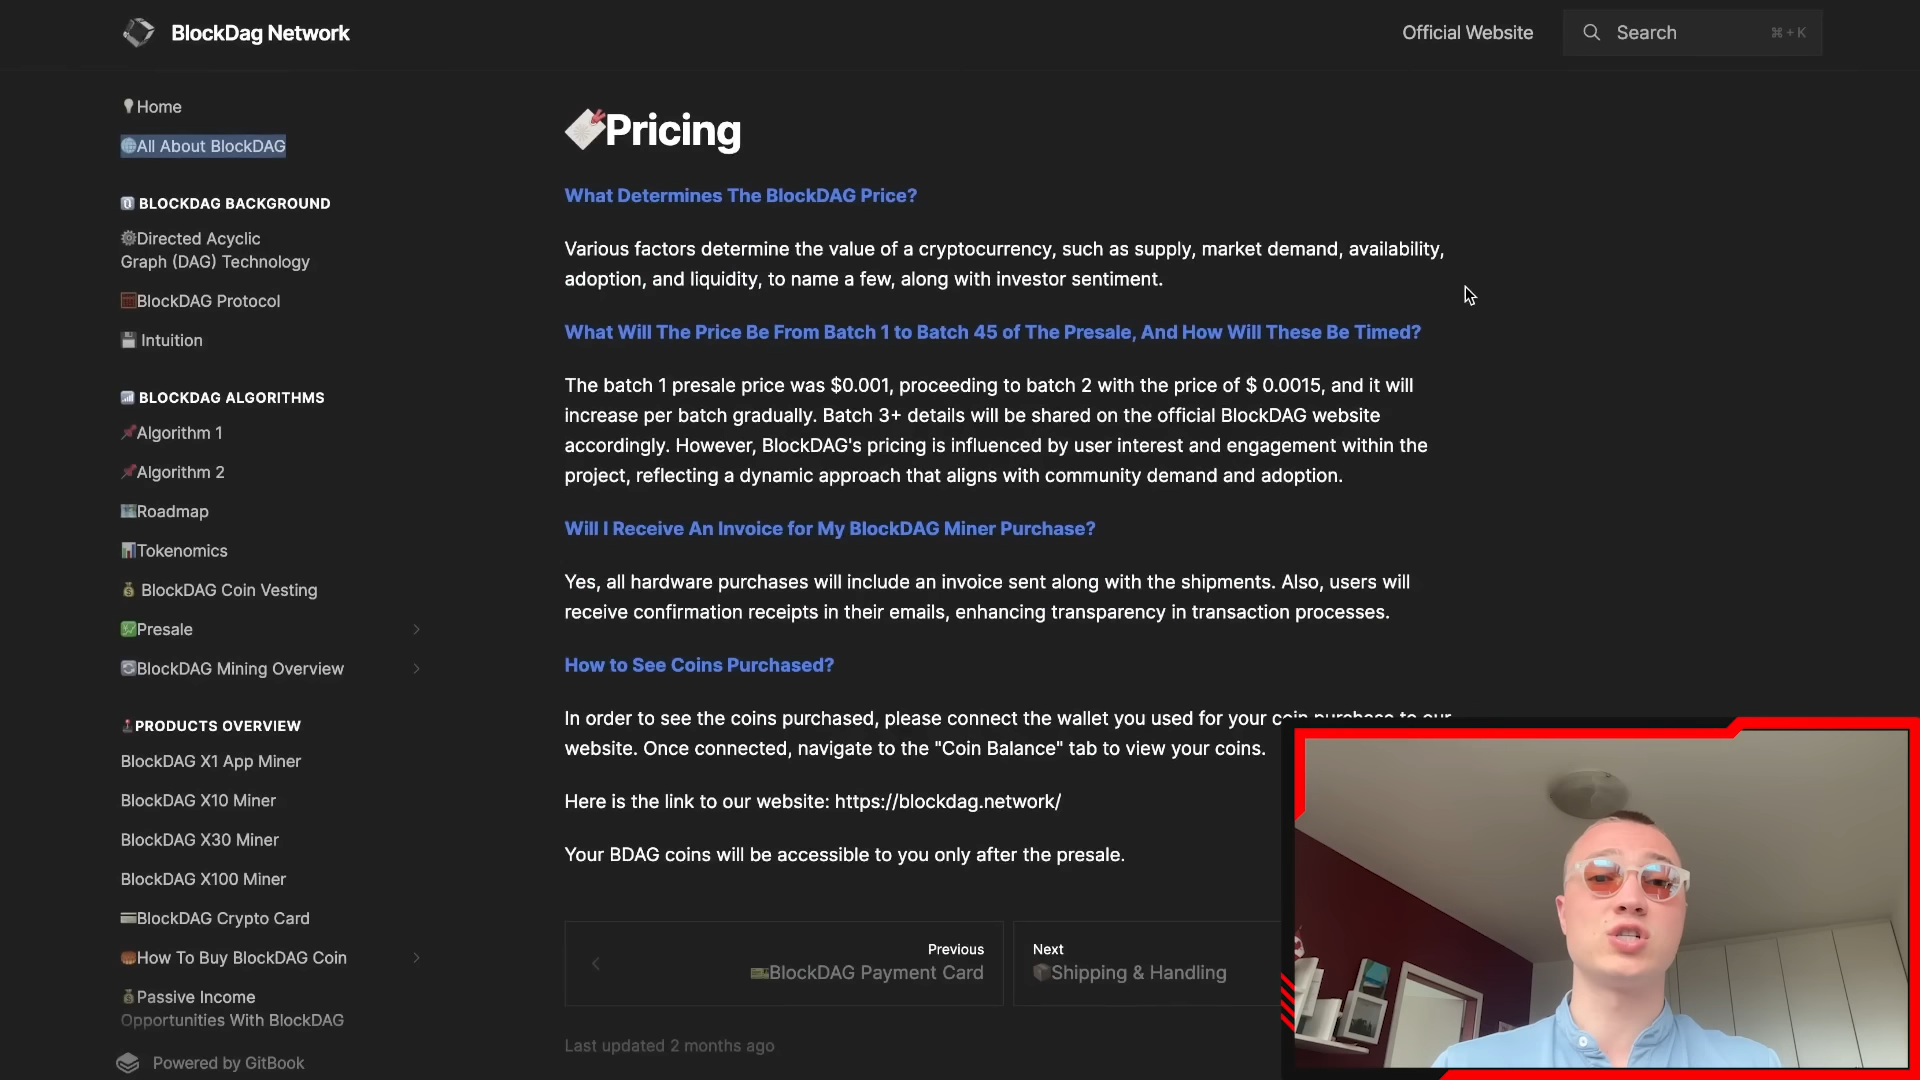 BlockDag Network
Official Website
Search
⌘+K
Home
All About BlockDAG
BLOCKDAG BACKGROUND
Directed Acyclic
Graph (DAG) Technology
BlockDAG Protocol
Intuition
BLOCKDAG ALGORITHMS
Algorithm 1
Algorithm 2
Roadmap
Tokenomics
BlockDAG Coin Vesting
Presale
BlockDAG Mining Overview
PRODUCTS OVERVIEW
BlockDAG X1 App Miner
BlockDAG X10 Miner
BlockDAG X30 Miner
BlockDAG X100 Miner
BlockDAG Crypto Card
How To Buy BlockDAG Coin
Passive Income
Opportunities With BlockDAG
Powered by GitBook
Pricing
What Determines The BlockDAG Price?
Various factors determine the value of a cryptocurrency, such as supply, market demand, availability,
adoption, and liquidity, to name a few, along with investor sentiment.
What Will The Price Be From Batch 1 to Batch 45 of The Presale, And How Will These Be Timed?
The batch 1 presale price was $0.001, proceeding to batch 2 with the price of $ 0.0015, and it will
increase per batch gradually. Batch 3+ details will be shared on the official BlockDAG website
accordingly. However, BlockDAG's pricing is influenced by user interest and engagement within the
project, reflecting a dynamic approach that aligns with community demand and adoption.
Will I Receive An Invoice for My BlockDAG Miner Purchase?
Yes, all hardware purchases will include an invoice sent along with the shipments. Also, users will
receive confirmation receipts in their emails, enhancing transparency in transaction processes.
How to See Coins Purchased?
In order to see the coins purchased, please connect the wallet you used for your coin purchase to our
website. Once connected, navigate to the "Coin Balance" tab to view your coins.
Here is the link to our website: https://blockdag.network/
Your BDAG coins will be accessible to you only after the presale.
Previous
BlockDAG Payment Card
Next
Shipping & Handling
Last updated 2 months ago